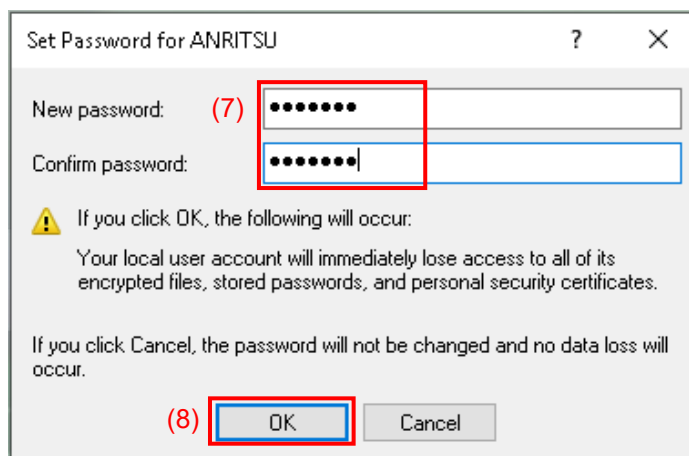 Set Password for ANRITSU ?
New password: (7) •••••••
Confirm password: •••••••
If you click OK, the following will occur:
Your local user account will immediately lose access to all of its
encrypted files, stored passwords, and personal security certificates.
If you click Cancel, the password will not be changed and no data loss will
occur.
(8) OK Cancel